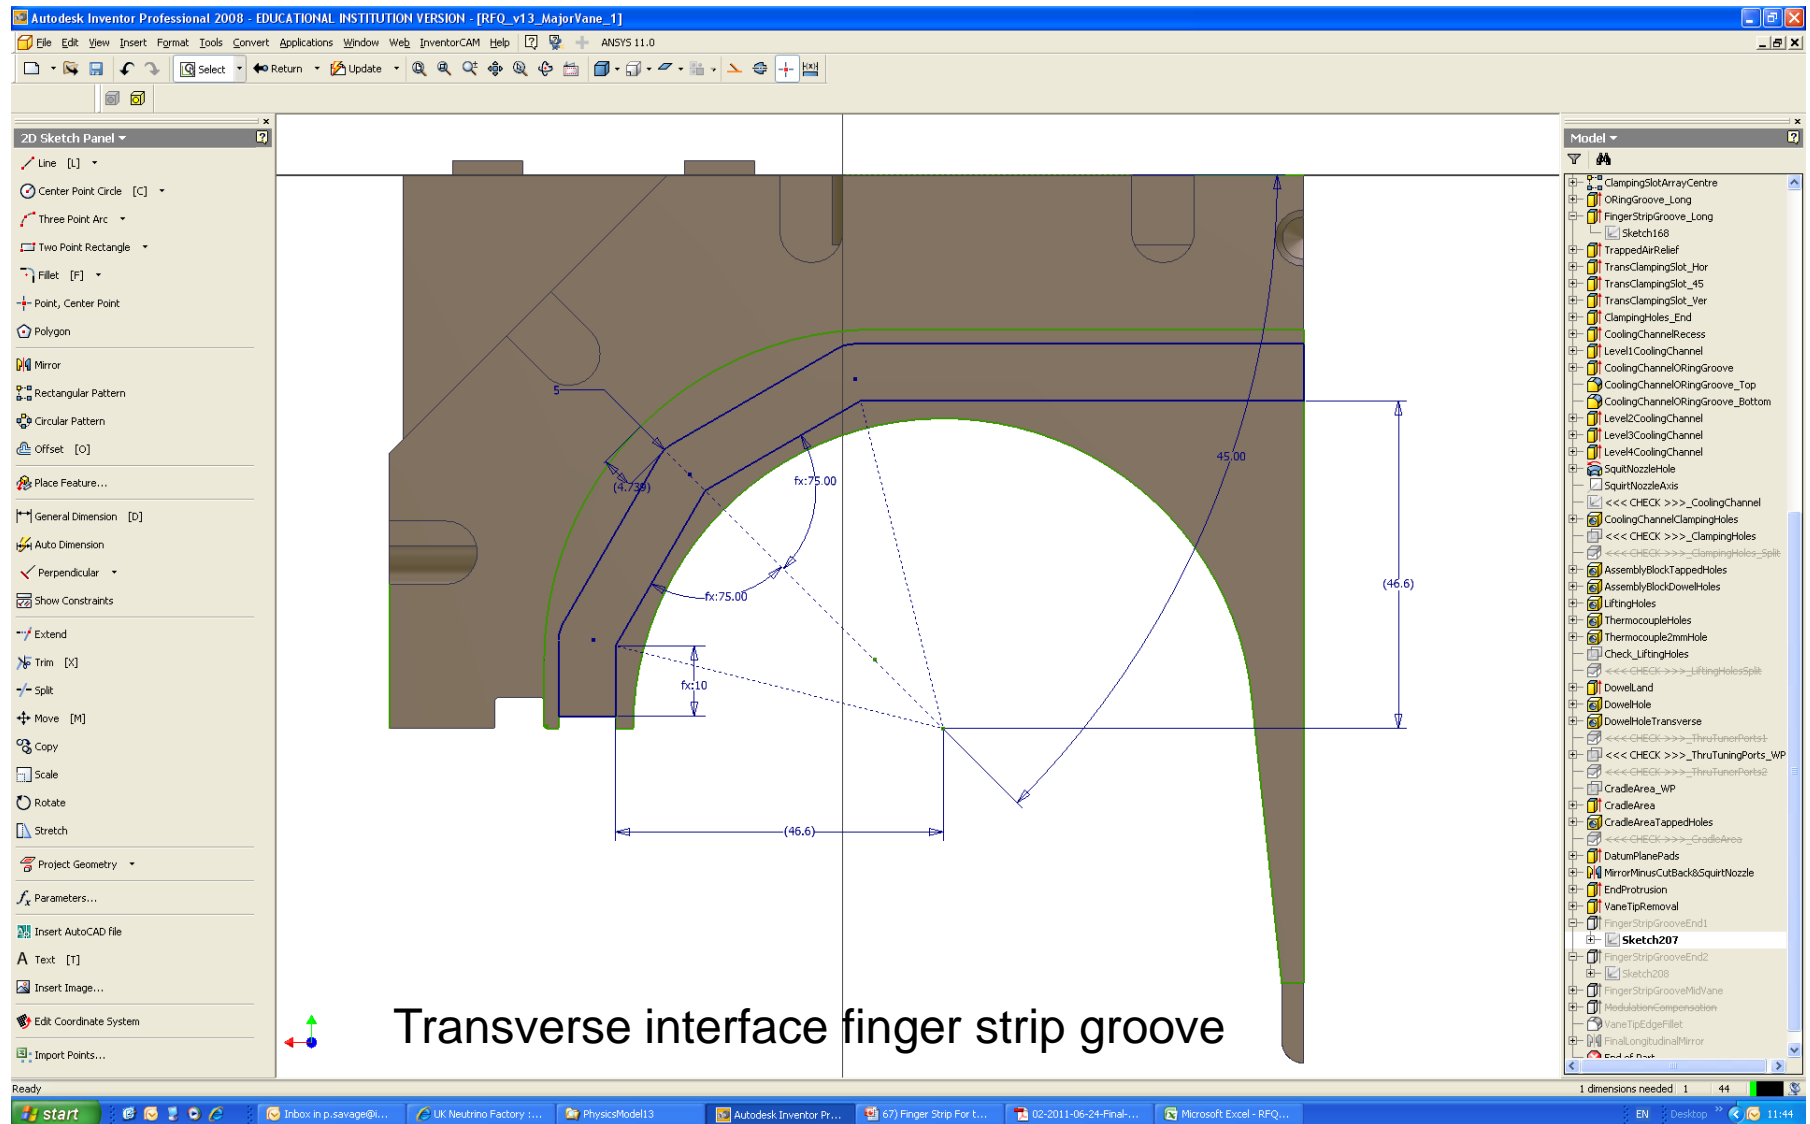 Autodesk Inventor Professional 2008 - EDUCATIONAL INSTITUTION VERSION - [RFQ_v13_MajorVane_1]
File Edit View Insert Format Tools Convert Applications Window Web InventorCAM Help ANSYS 11.0
Select Return Update
2D Sketch Panel
Line [L]
Center Point Circle [C]
Three Point Arc
Two Point Rectangle
Fillet [F]
Point, Center Point
Polygon
Mirror
Rectangular Pattern
Circular Pattern
Offset [O]
Place Feature...
General Dimension [D]
Auto Dimension
Perpendicular
Show Constraints
Extend
Trim [X]
Split
Move [M]
Copy
Scale
Rotate
Stretch
Project Geometry
Parameters...
Insert AutoCAD file
A Text [T]
Insert Image...
Edit Coordinate System
Import Points...
5
(4.739)
fx:75.00
45.00
fx:75.00
(46.6)
fx:10
(46.6)
Transverse interface finger strip groove
Model
ClampingSlotArrayCentre
ORingGroove_Long
FingerStripGroove_Long
Sketch168
TrappedAirRelief
TransClampingSlot_Hor
TransClampingSlot_45
TransClampingSlot_Ver
ClampingHoles_End
CoolingChannelRecess
Level1CoolingChannel
CoolingChannelORingGroove
CoolingChannelORingGroove_Top
CoolingChannelORingGroove_Bottom
Level2CoolingChannel
Level3CoolingChannel
Level4CoolingChannel
SquitNozzleHole
SquirtNozzleAxis
<<< CHECK >>>_CoolingChannel
CoolingChannelClampingHoles
<<< CHECK >>>_ClampingHoles
<<< CHECK >>>_ClampingHoles_Split
AssemblyBlockTappedHoles
AssemblyBlockDowelHoles
LiftingHoles
ThermocoupleHoles
Thermocouple2mmHole
Check_LiftingHoles
<<< CHECK >>>_LiftingHolesSplit
DowelLand
DowelHole
DowelHoleTransverse
<<< CHECK >>>_ThruTunerPorts1
<<< CHECK >>>_ThruTuningPorts_WP
<<< CHECK >>>_ThruTunerPorts2
CradleArea_WP
CradleArea
CradleAreaTappedHoles
<<< CHECK >>>_CradleArea
DatumPlanePads
MirrorMinusCutBack&SquirtNozzle
EndProtrusion
VaneTipRemoval
FingerStripGrooveEnd1
Sketch207
FingerStripGrooveEnd2
Sketch208
FingerStripGrooveMidVane
ModulationCompensation
VaneTipEdgeFillet
FinalLongitudinalMirror
End of Part
Ready
1 dimensions needed 1 44
start Inbox in p.savage@i... UK Neutrino Factory :... PhysicsModel13 Autodesk Inventor Pr... 67) Finger Strip For t... 02-2011-06-24-Final-... Microsoft Excel - RFQ... EN Desktop 11:44